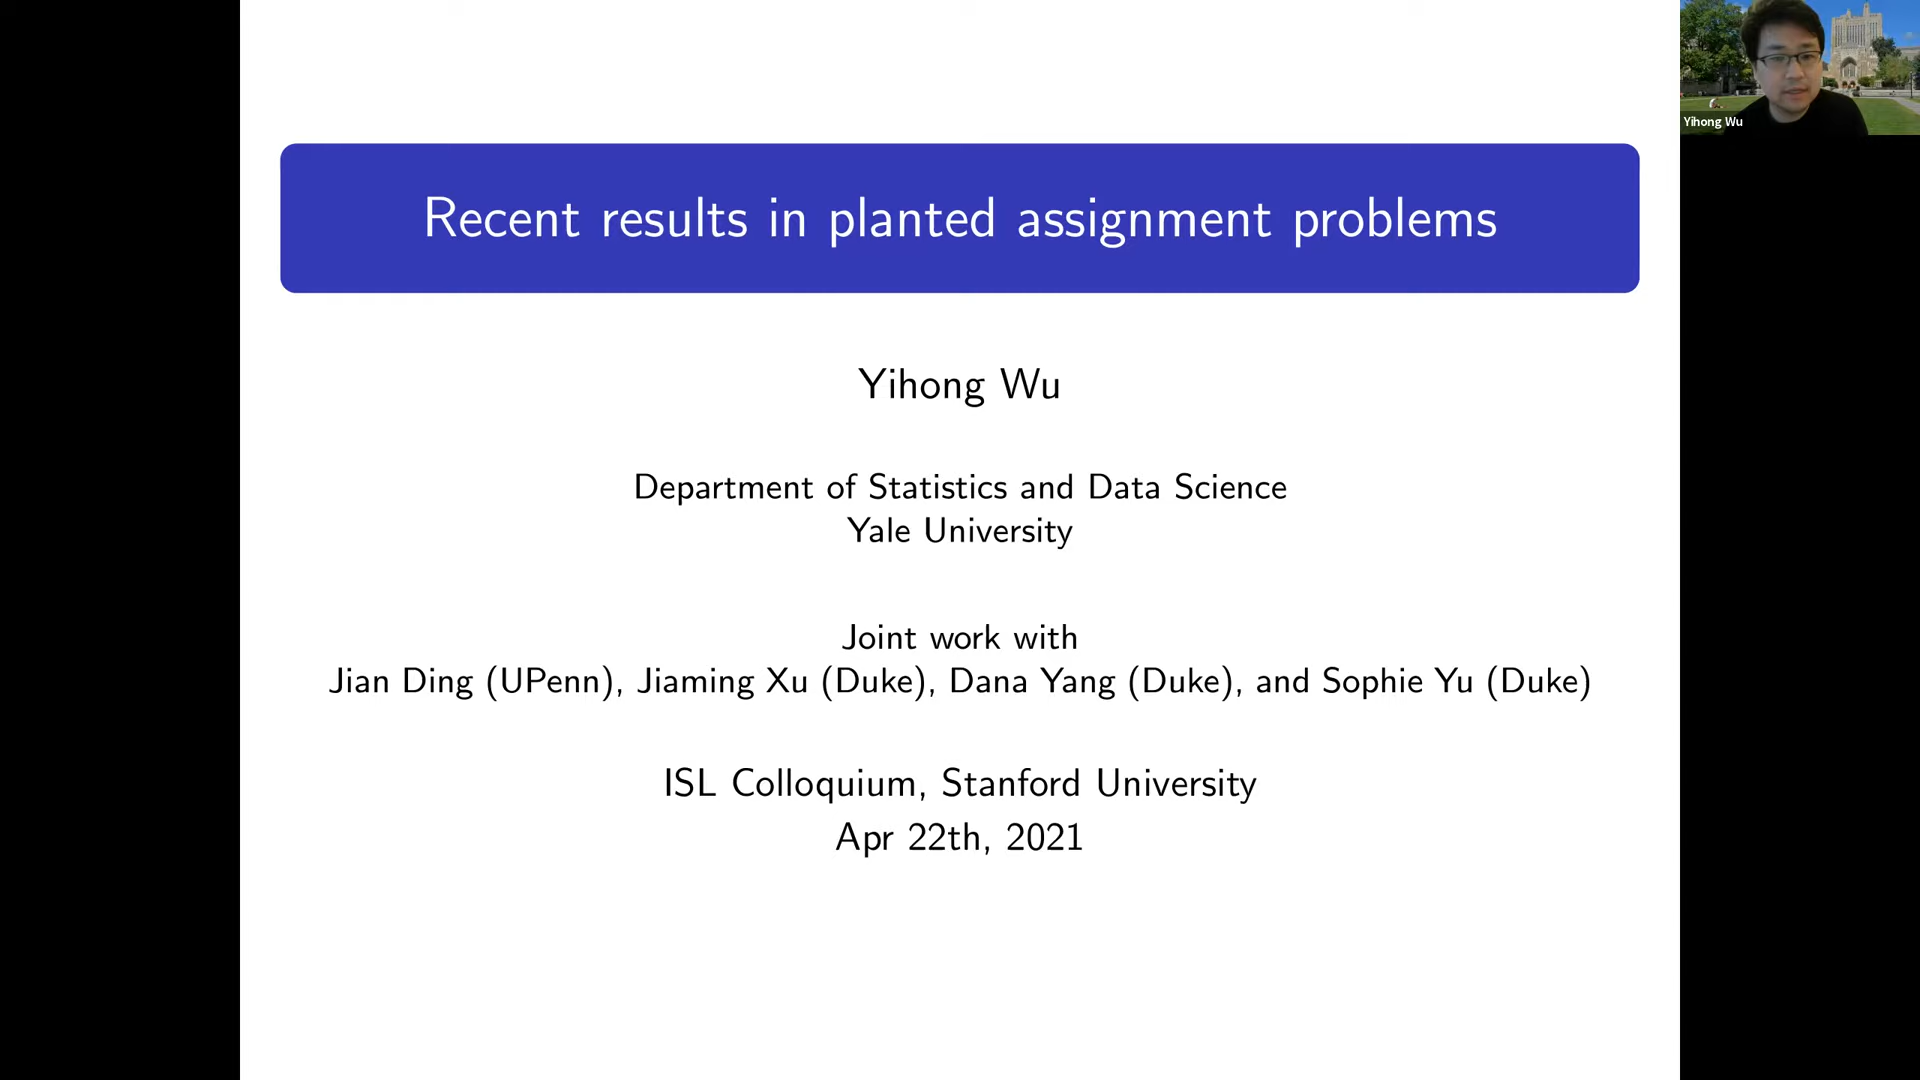 Recent results in planted assignment problems
Yihong Wu
Yihong Wu
Department of Statistics and Data Science
Yale University
Joint work with
Jian Ding (UPenn), Jiaming Xu (Duke), Dana Yang (Duke), and Sophie Yu (Duke)
ISL Colloquium, Stanford University
Apr 22th, 2021